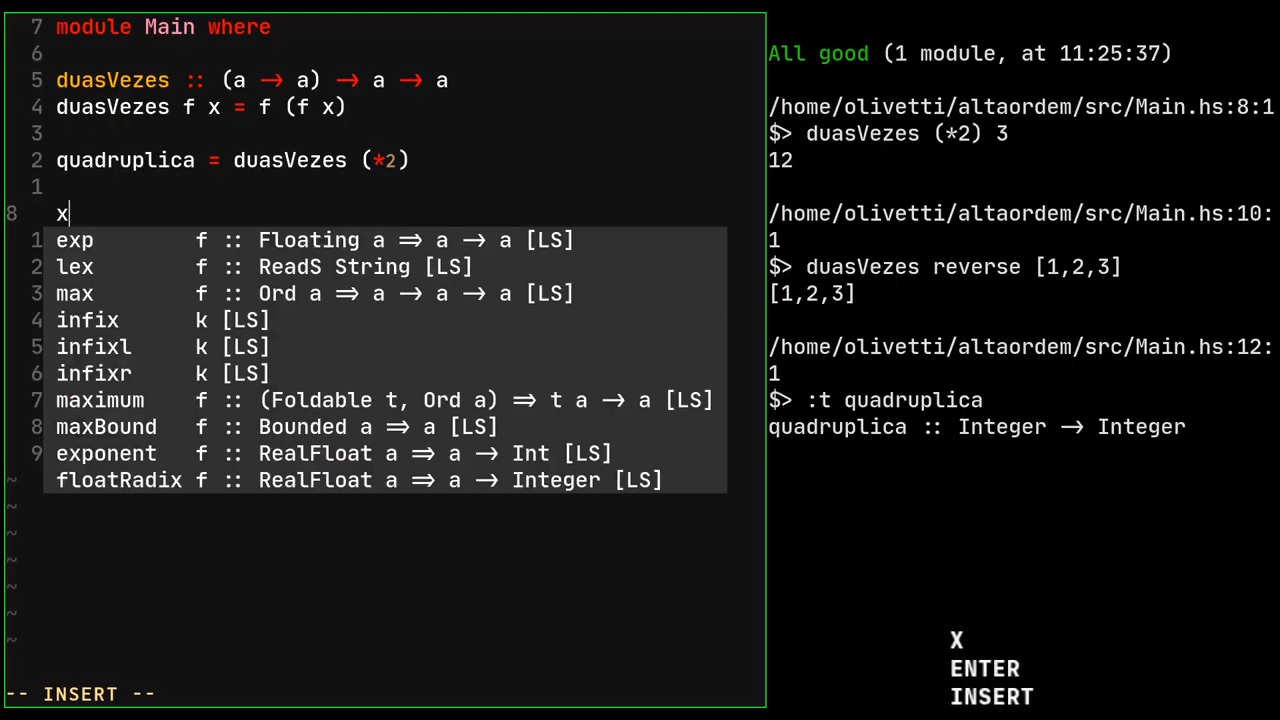 7 module Main where
6
5 duasVezes :: (a -> a) -> a -> a
4 duasVezes f x = f (f x)
3
2 quadruplica = duasVezes (*2)
1
8 x
1 exp f :: Floating a => a -> a [LS]
2 lex f :: ReadS String [LS]
3 max f :: Ord a => a -> a -> a [LS]
4 infix k [LS]
5 infixl k [LS]
6 infixr k [LS]
7 maximum f :: (Foldable t, Ord a) => t a -> a [LS]
8 maxBound f :: Bounded a => a [LS]
9 exponent f :: RealFloat a => a -> Int [LS]
~ floatRadix f :: RealFloat a => a -> Integer [LS]
~
~
~
~
~
~
-- INSERT --
All good (1 module, at 11:25:37)
/home/olivetti/altaordem/src/Main.hs:8:1
$> duasVezes (*2) 3
12
/home/olivetti/altaordem/src/Main.hs:10:
1
$> duasVezes reverse [1,2,3]
[1,2,3]
/home/olivetti/altaordem/src/Main.hs:12:
1
$> :t quadruplica
quadruplica :: Integer -> Integer
X
ENTER
INSERT